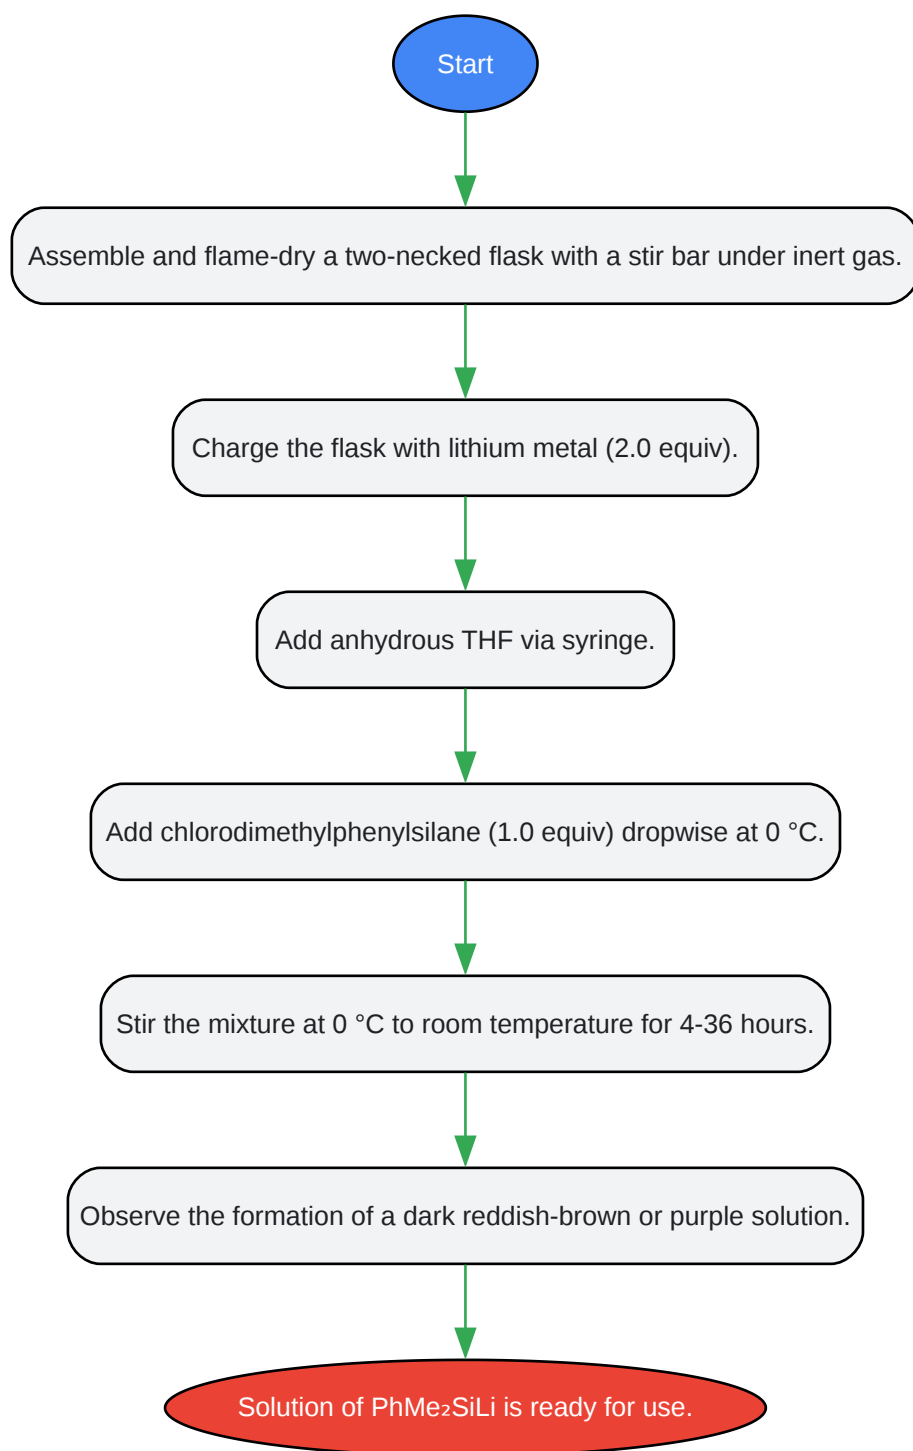 Start
Assemble and flame-dry a two-necked flask with a stir bar under inert gas.
Charge the flask with lithium metal (2.0 equiv).
Add anhydrous THF via syringe.
Add chlorodimethylphenylsilane (1.0 equiv) dropwise at 0 °C.
Stir the mixture at 0 °C to room temperature for 4-36 hours.
Observe the formation of a dark reddish-brown or purple solution.
Solution of PhMe₂SiLi is ready for use.